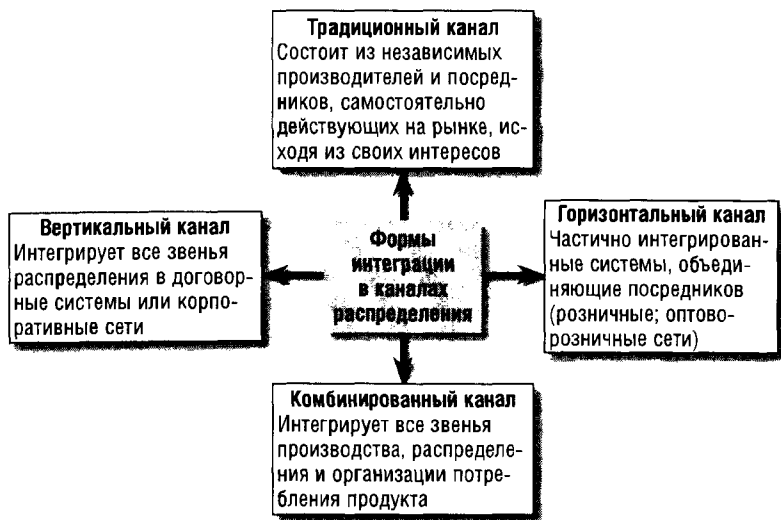 Традиционный канал
Состоит из независимых
производителей и посред-
ников, самостоятельно
действующих на рынке, ис-
ходя из своих интересов
Вертикальный канал
Интегрирует все звенья
распределения в договор-
ные системы или корпо-
ративные сети
Формы
интеграции
в каналах
распределения
Горизонтальный канал
Частично интегрирован-
ные системы, объеди-
няющие посредников
(розничные; оптово-
розничные сети)
Комбинированный канал
Интегрирует все звенья
производства, распределе-
ния и организации потре-
бления продукта